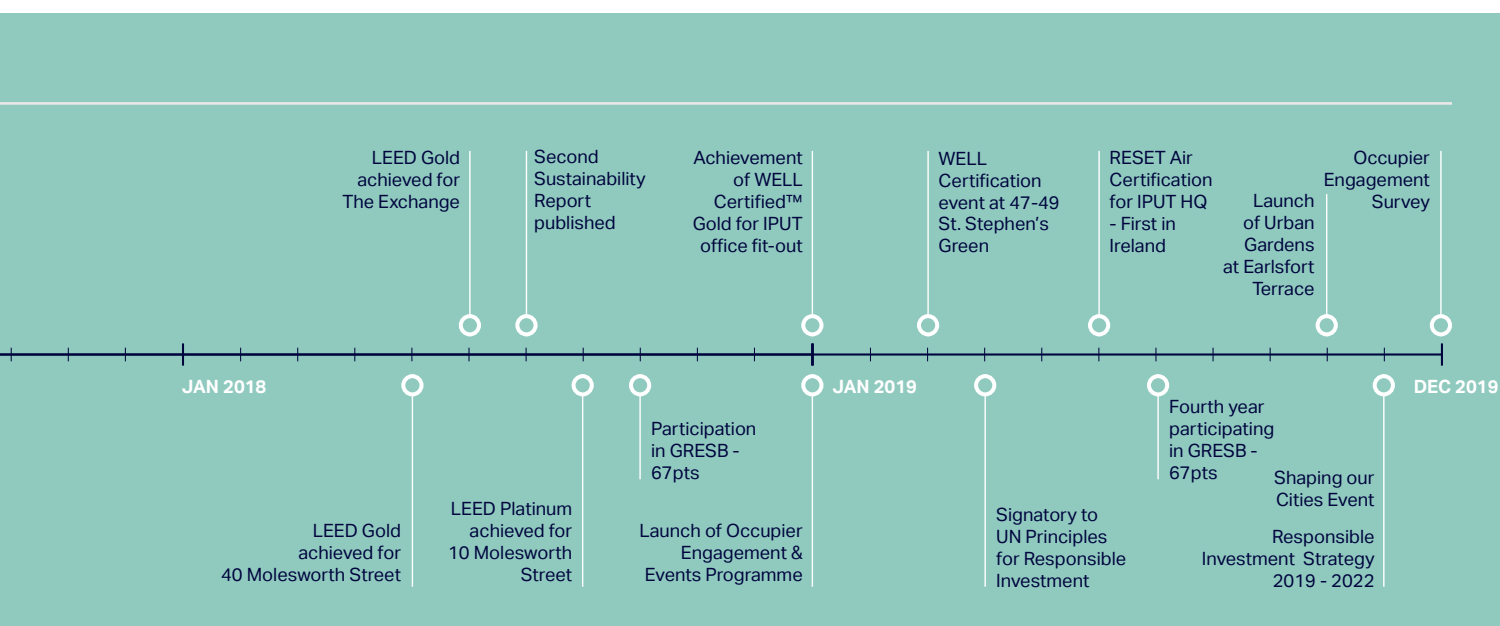 LEED Gold
achieved for
The Exchange
Second
Sustainability
Report
published
Achievement
of WELL
Certified™
Gold for IPUT
office fit-out
WELL
Certification
event at 47-49
St. Stephen's
Green
RESET Air
Certification
for IPUT HQ
- First in
Ireland
Launch
of Urban
Gardens
at Earlsfort
Terrace
Occupier
Engagement
Survey
JAN 2018
JAN 2019
DEC 2019
LEED Gold
achieved for
40 Molesworth Street
LEED Platinum
achieved for
10 Molesworth
Street
Participation
in GRESB -
67pts
Launch of Occupier
Engagement &
Events Programme
Signatory to
UN Principles
for Responsible
Investment
Fourth year
participating
in GRESB -
67pts
Shaping our
Cities Event
Responsible
Investment Strategy
2019 - 2022